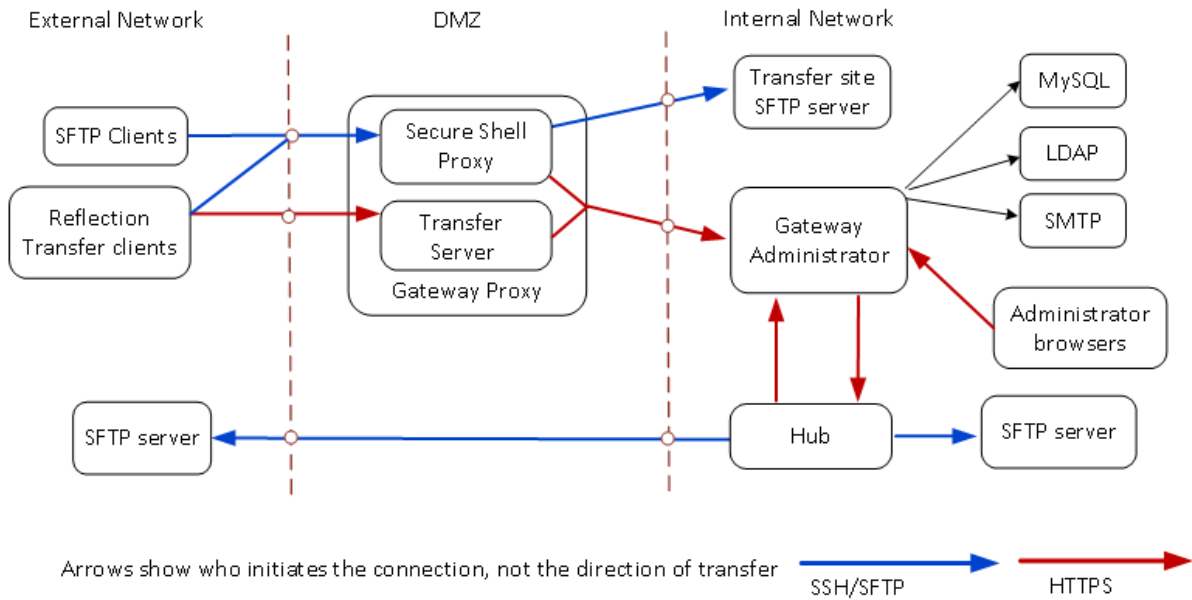 External Network
DMZ
Internal Network
SFTP Clients
Reflection
Transfer clients
Secure Shell
Proxy
Transfer
Server
Gateway Proxy
Transfer site
SFTP server
MySQL
LDAP
SMTP
Gateway
Administrator
Administrator
browsers
SFTP server
Hub
SFTP server
Arrows show who initiates the connection, not the direction of transfer
SSH/SFTP
HTTPS